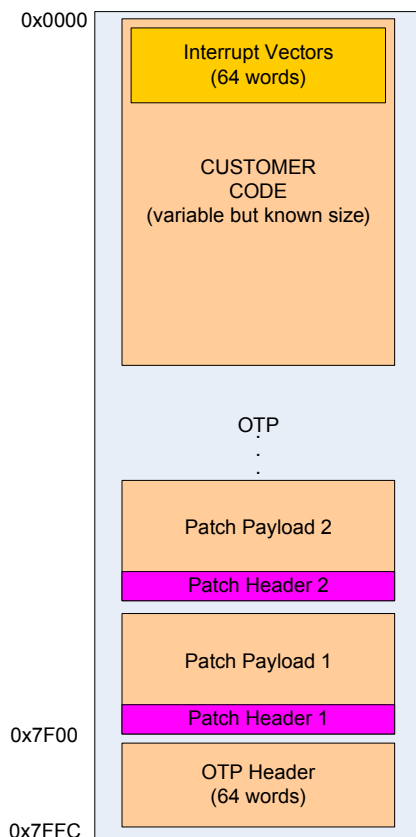 0x0000
Interrupt Vectors
(64 words)
CUSTOMER
CODE
(variable but known size)
OTP
.
.
.
Patch Payload 2
Patch Header 2
Patch Payload 1
Patch Header 1
0x7F00
OTP Header
(64 words)
0x7FFC